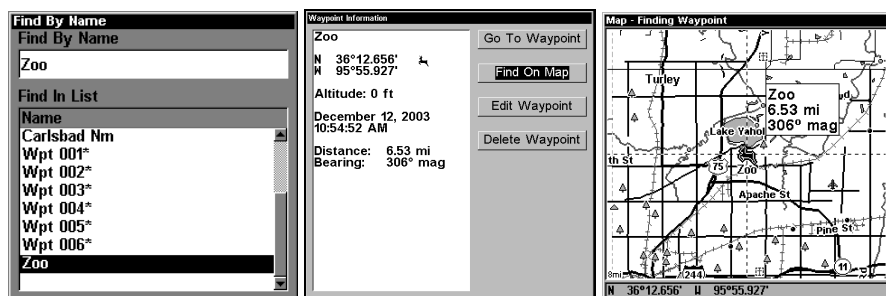 Find By Name
Find By Name
Zoo
Find In List
Name
Carlsbad Nm
Wpt 001*
Wpt 002*
Wpt 003*
Wpt 004*
Wpt 005*
Wpt 006*
Zoo
Waypoint Information
Zoo
N 36°12.656'
W 95°55.927'
Altitude: 0 ft
December 12, 2003
10:54:52 AM
Distance: 6.53 mi
Bearing: 306° mag
Go To Waypoint
Find On Map
Edit Waypoint
Delete Waypoint
Map - Finding Waypoint
Turley
Zoo
6.53 mi
306° mag
Lake Yahol
th St
75
Zoo
Apache St
Pine St
11
8mi
244
N 36°12.656' W 95°55.927'